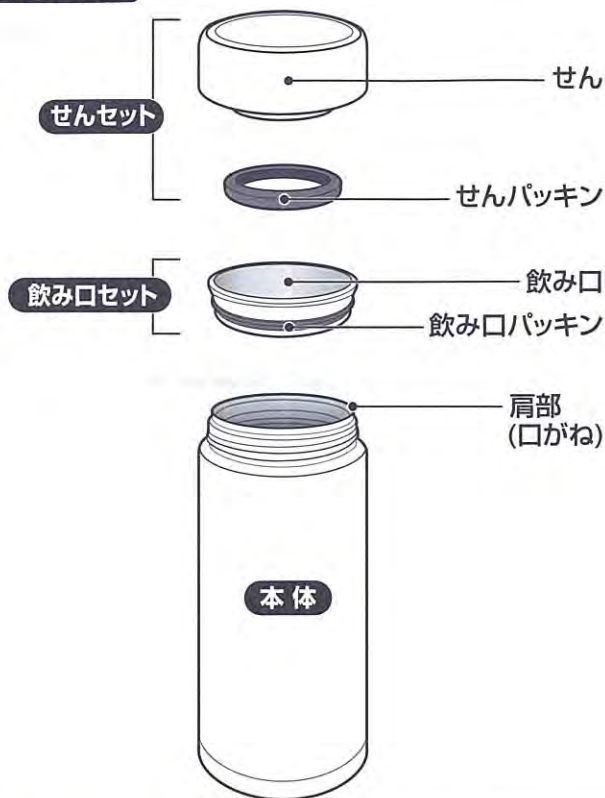 せん
せんセット
せんパッキン
飲み口
飲み口セット
飲み口パッキン
肩部
(口がね)
本体